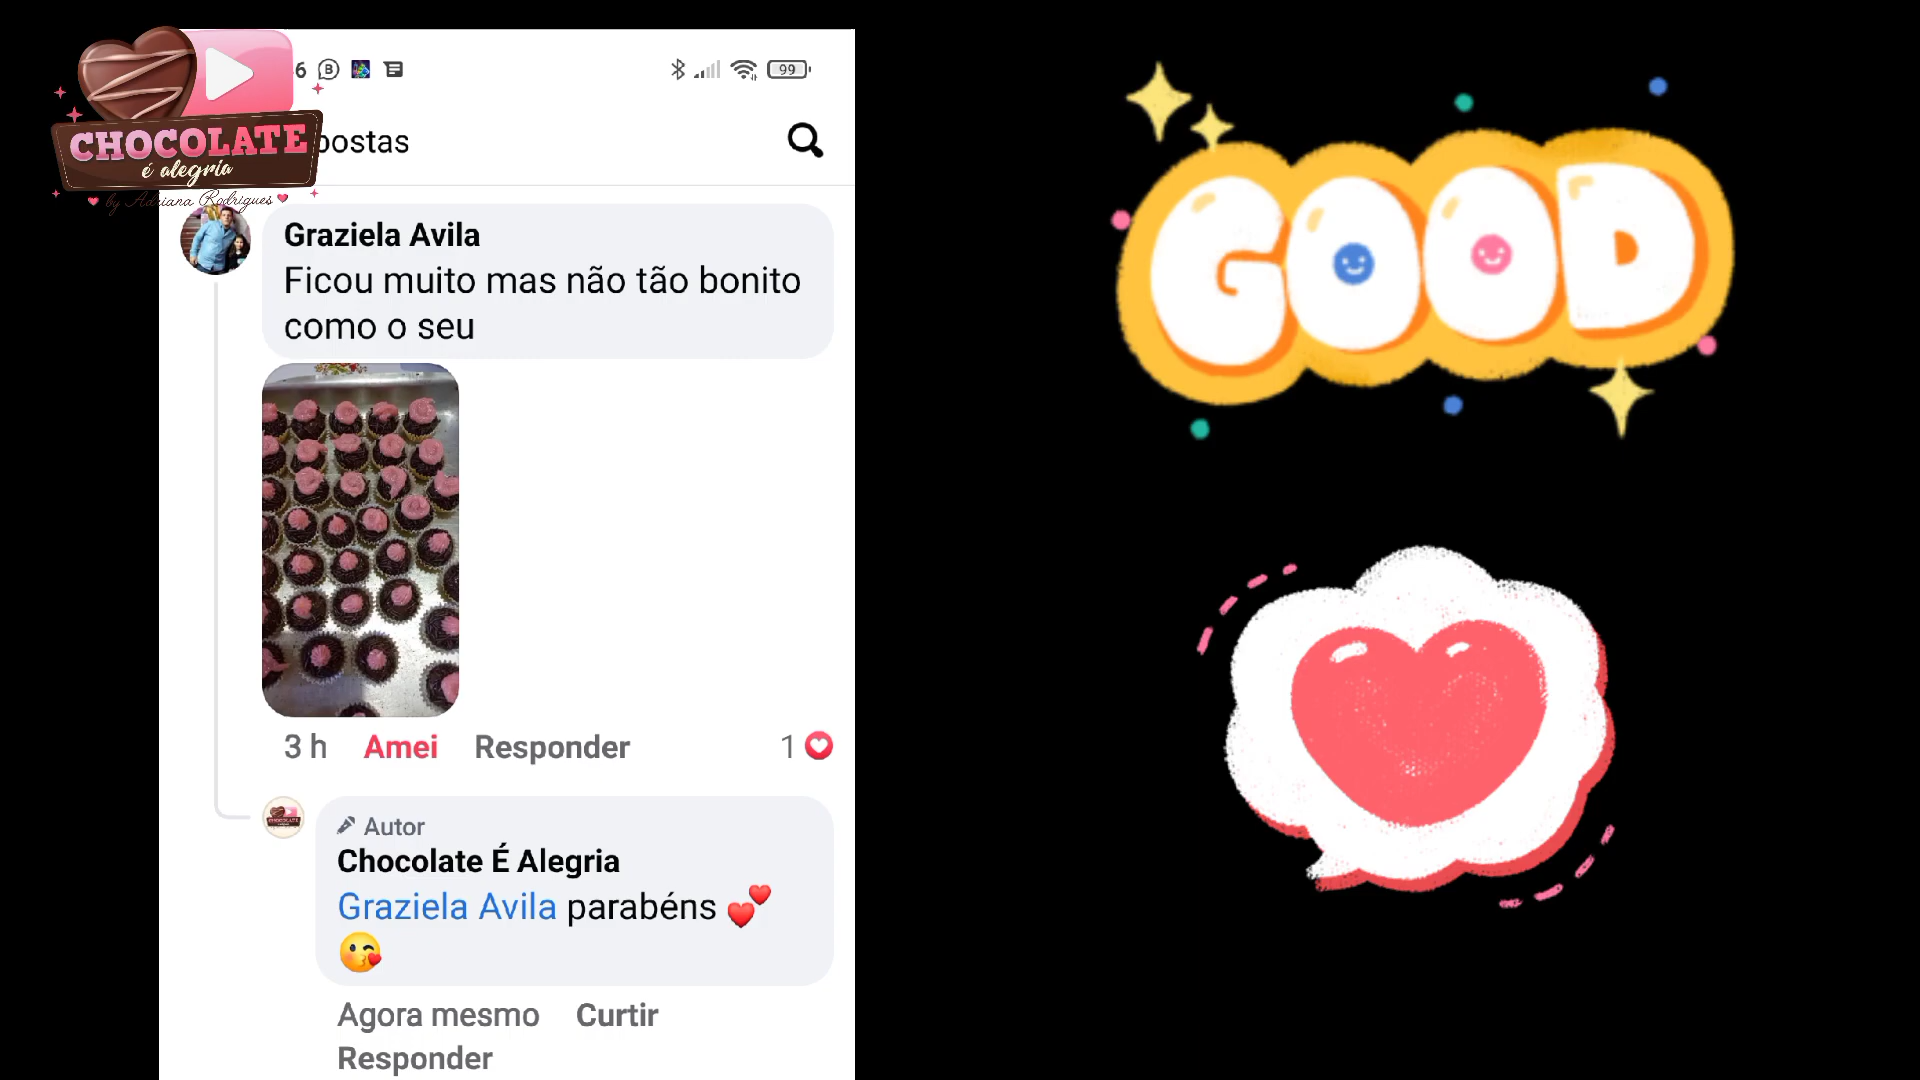 CHOCOLATE
é alegria
by Adriana Rodrigues
6
99
postas
Graziela Avila
Ficou muito mas não tão bonito
como o seu
3 h Amei Responder 1
Autor
Chocolate É Alegria
Graziela Avila parabéns 💕
😘
Agora mesmo Curtir
Responder
GOOD